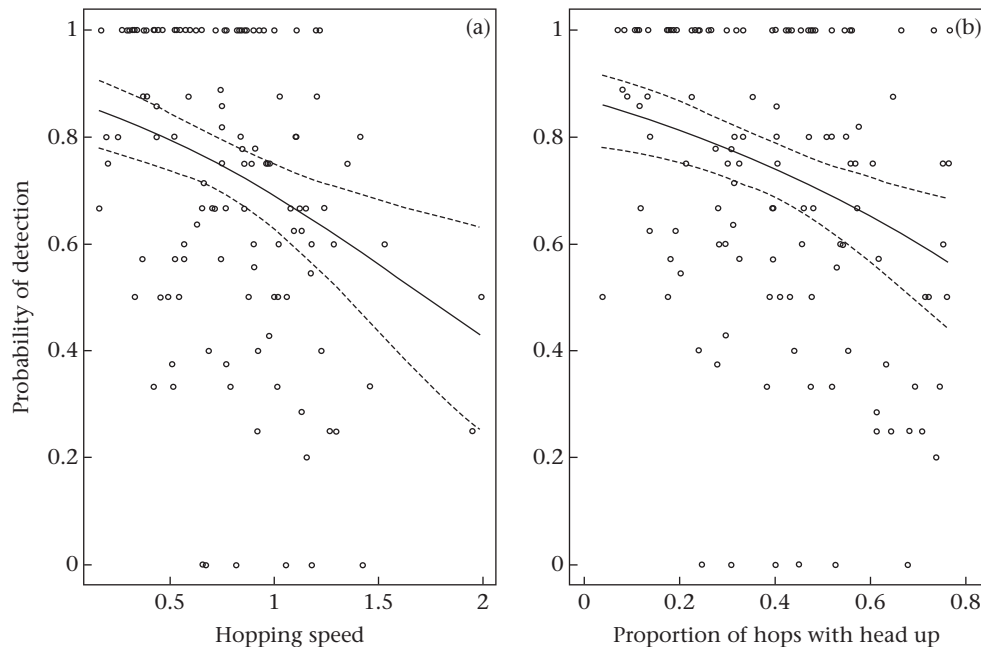 (a)
(b)
1
0.8
0.6
0.4
0.2
0
Probability of detection
0.5 1 1.5 2
0 0.2 0.4 0.6 0.8
Hopping speed
Proportion of hops with head up